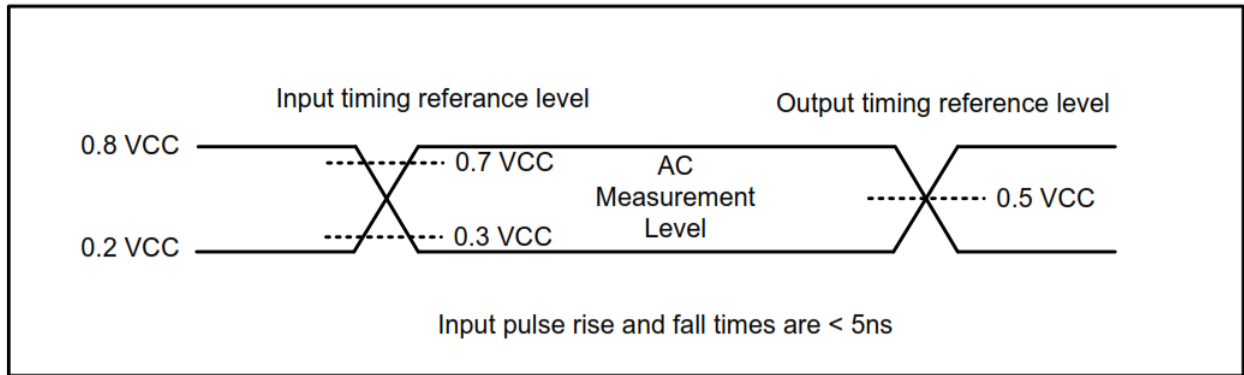 Input timing referance level
Output timing reference level
0.8 VCC
0.7 VCC
AC
Measurement
Level
0.5 VCC
0.3 VCC
0.2 VCC
Input pulse rise and fall times are < 5ns